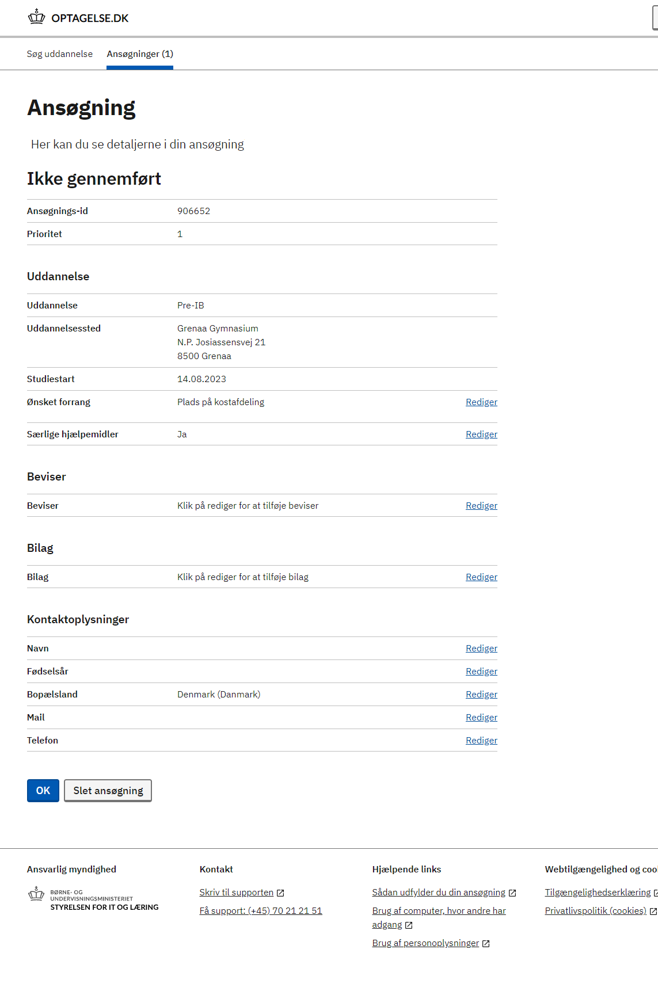 OPTAGELSE.DK
Søg uddannelse Ansøgninger (1)
Ansøgning
Her kan du se detaljerne i din ansøgning
Ikke gennemført
Ansøgnings-id 906652
Prioritet 1
Uddannelse
Uddannelse Pre-IB
Uddannelsessted Grenaa Gymnasium
N.P. Josiassensvej 21
8500 Grenaa
Studiestart 14.08.2023
Ønsket forrang Plads på kostafdeling Rediger
Særlige hjælpemidler Ja Rediger
Beviser
Beviser Klik på rediger for at tilføje beviser Rediger
Bilag
Bilag Klik på rediger for at tilføje bilag Rediger
Kontaktoplysninger
Navn Rediger
Fødselsår Rediger
Bopælsland Denmark (Danmark) Rediger
Mail Rediger
Telefon Rediger
OK Slet ansøgning
Ansvarlig myndighed
BØRNE- OG
UNDERVISNINGSMINISTERIET
STYRELSEN FOR IT OG LÆRING
Kontakt
Skriv til supporten
Få support: (+45) 70 21 21 51
Hjælpende links
Sådan udfylder du din ansøgning
Brug af computer, hvor andre har
adgang
Brug af personoplysninger
Webtilgængelighed og coo
Tilgængelighedserklæring
Privatlivspolitik (cookies)